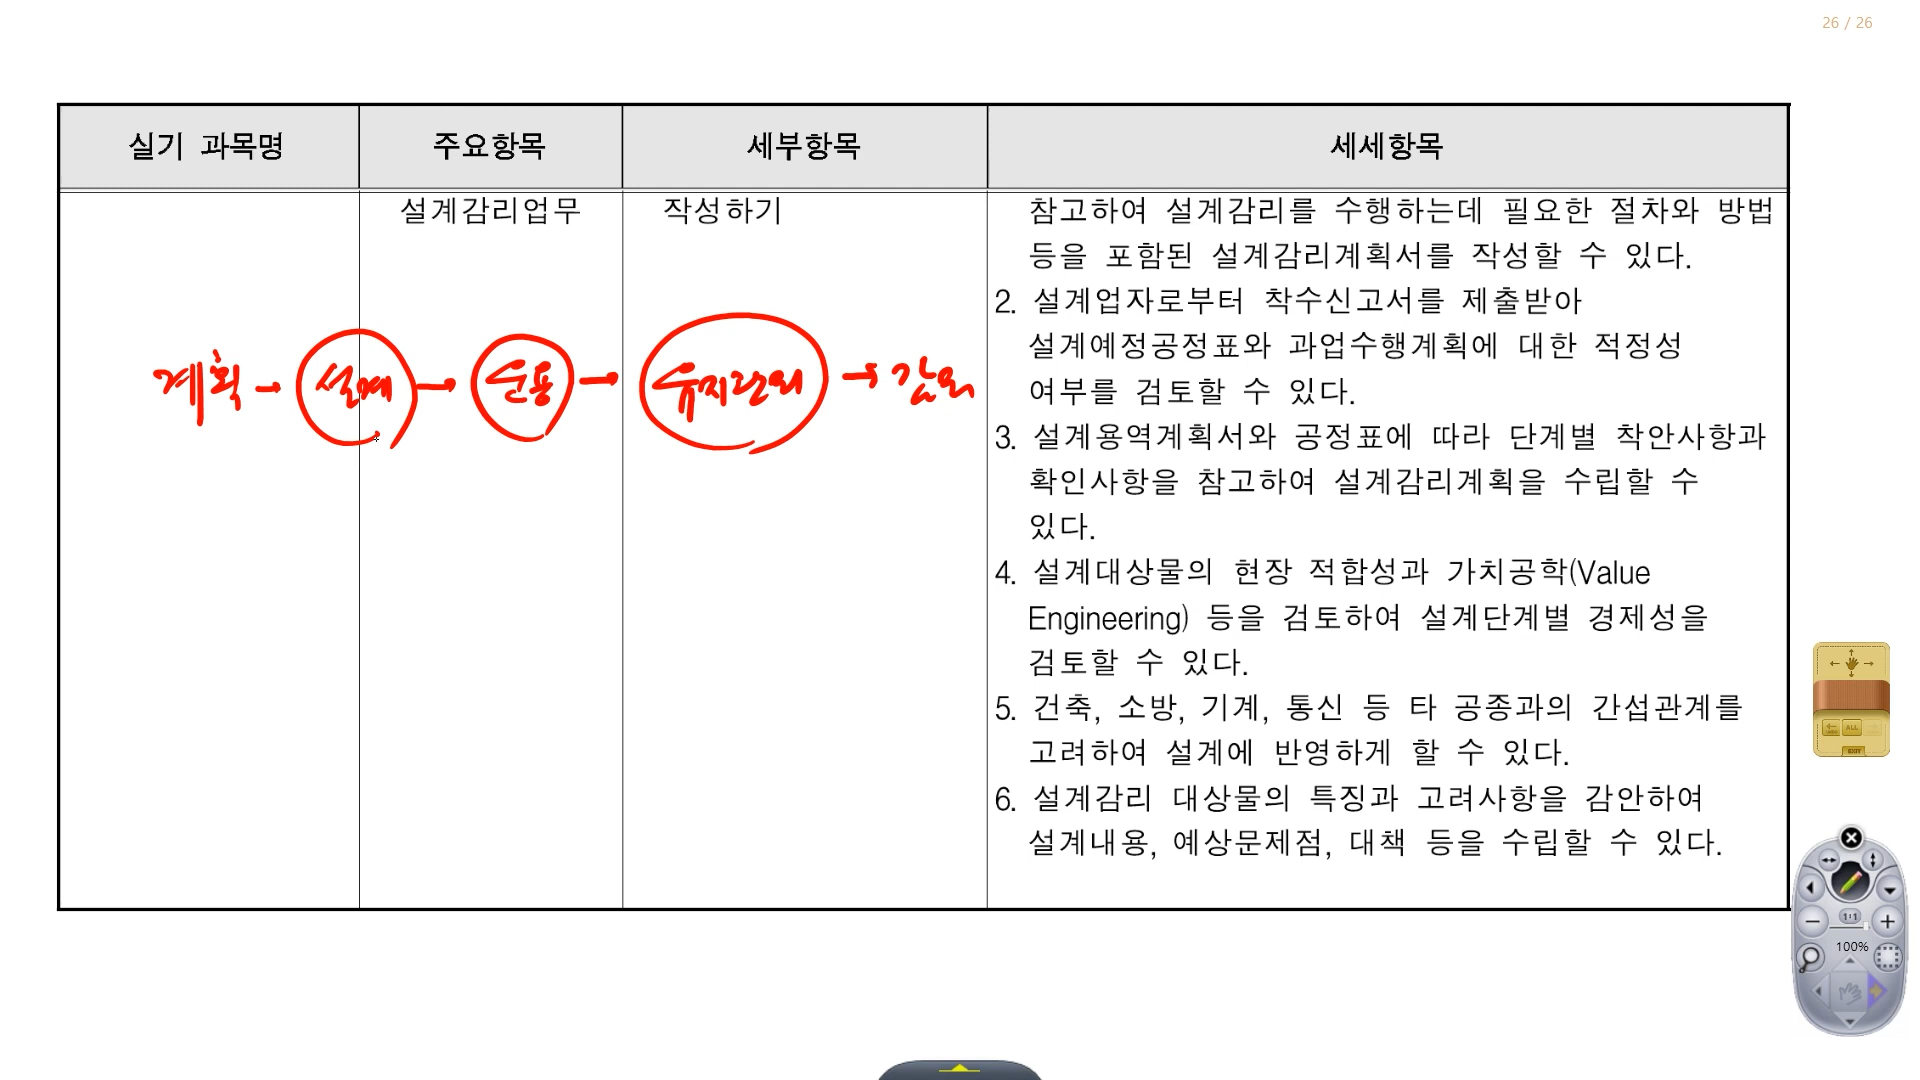 26 / 26
실기 과목명 주요항목 세부항목 세세항목
설계감리업무 작성하기 참고하여 설계감리를 수행하는데 필요한 절차와 방법
등을 포함된 설계감리계획서를 작성할 수 있다.
2. 설계업자로부터 착수신고서를 제출받아
설계예정공정표와 과업수행계획에 대한 적정성
여부를 검토할 수 있다.
3. 설계용역계획서와 공정표에 따라 단계별 착안사항과
확인사항을 참고하여 설계감리계획을 수립할 수
있다.
4. 설계대상물의 현장 적합성과 가치공학(Value
Engineering) 등을 검토하여 설계단계별 경제성을
검토할 수 있다.
5. 건축, 소방, 기계, 통신 등 타 공종과의 간섭관계를
고려하여 설계에 반영하게 할 수 있다.
6. 설계감리 대상물의 특징과 고려사항을 감안하여
설계내용, 예상문제점, 대책 등을 수립할 수 있다.
계획 → 설계 → 운용 → 유지관리 → 감리
ALL
EXIT
1:1
100%